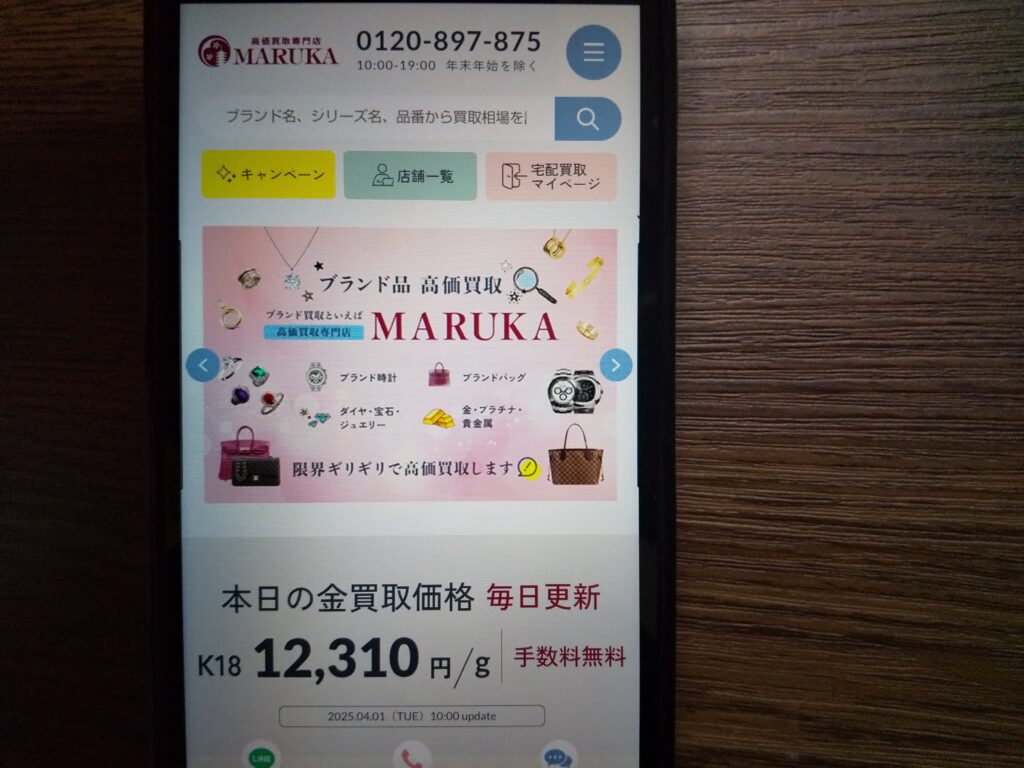 高価買取専門店
MARUKA
0120-897-875
10:00-19:00 年末年始を除く
ブランド名、シリーズ名、品番から買取相場を
キャンペーン
店舗一覧
宅配買取
マイページ
ブランド品 高価買取
ブランド買取といえば
高価買取専門店
MARUKA
ブランド時計
ブランドバッグ
ダイヤ・宝石・
ジュエリー
金・プラチナ・
貴金属
限界ギリギリで高価買取します
本日の金買取価格 毎日更新
K18 12,310 円/g 手数料無料
2025.04.01（TUE）10:00 update
LINE